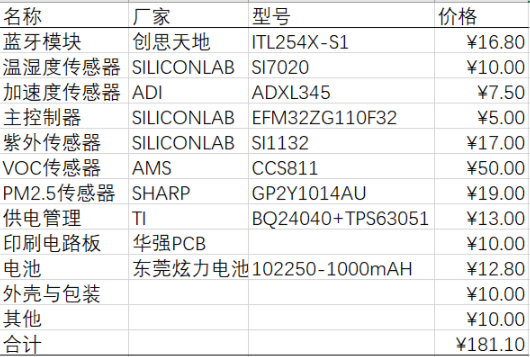 名称 厂家 型号 价格
蓝牙模块 创思天地 ITL254X-S1 ¥16.80
温湿度传感器 SILICONLAB SI7020 ¥10.00
加速度传感器 ADI ADXL345 ¥7.50
主控制器 SILICONLAB EFM32ZG110F32 ¥5.00
紫外传感器 SILICONLAB SI1132 ¥17.00
VOC传感器 AMS CCS811 ¥50.00
PM2.5传感器 SHARP GP2Y1014AU ¥19.00
供电管理 TI BQ24040+TPS63051 ¥13.00
印刷电路板 华强PCB ¥10.00
电池 东莞炫力电池 102250-1000mAH ¥12.80
外壳与包装 ¥10.00
其他 ¥10.00
合计 ¥181.10